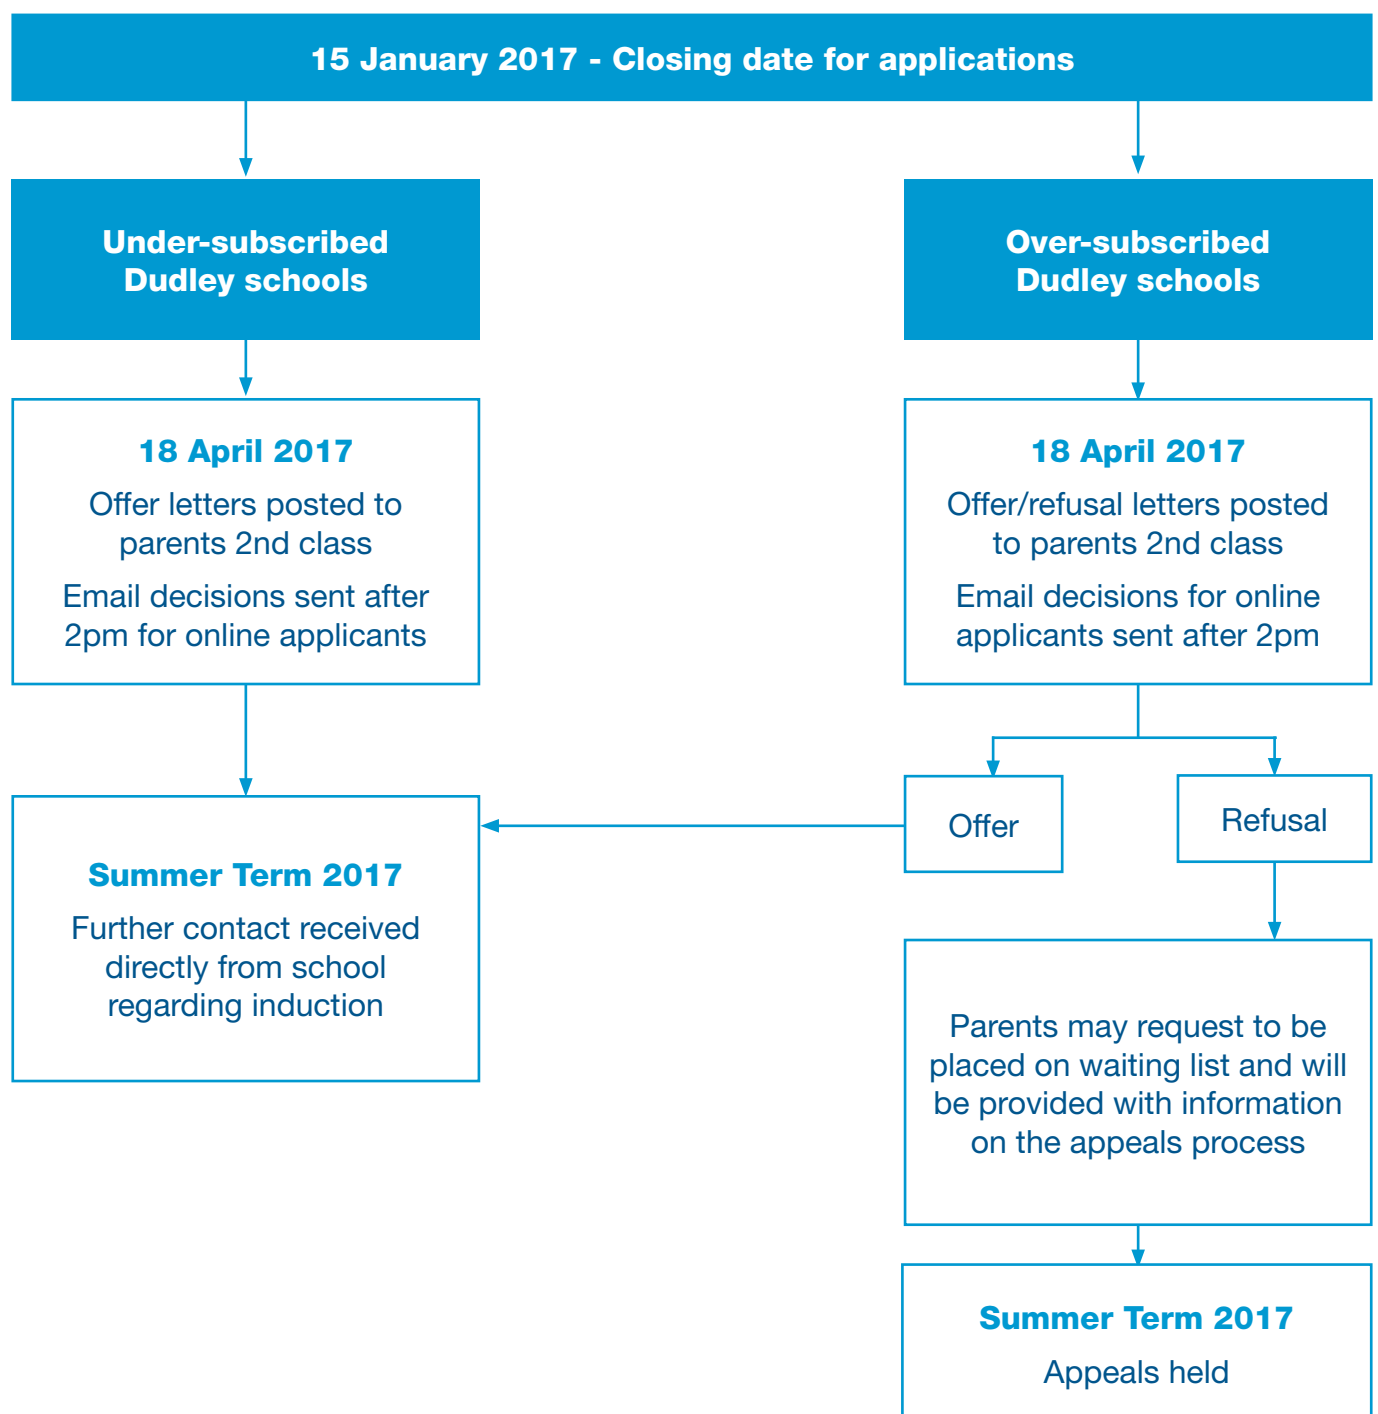 15 January 2017 - Closing date for applications
Under-subscribed
Dudley schools
Over-subscribed
Dudley schools
18 April 2017
Offer letters posted to
parents 2nd class
Email decisions sent after
2pm for online applicants
18 April 2017
Offer/refusal letters posted
to parents 2nd class
Email decisions for online
applicants sent after 2pm
Offer
Refusal
Summer Term 2017
Further contact received
directly from school
regarding induction
Parents may request to be
placed on waiting list and will
be provided with information
on the appeals process
Summer Term 2017
Appeals held